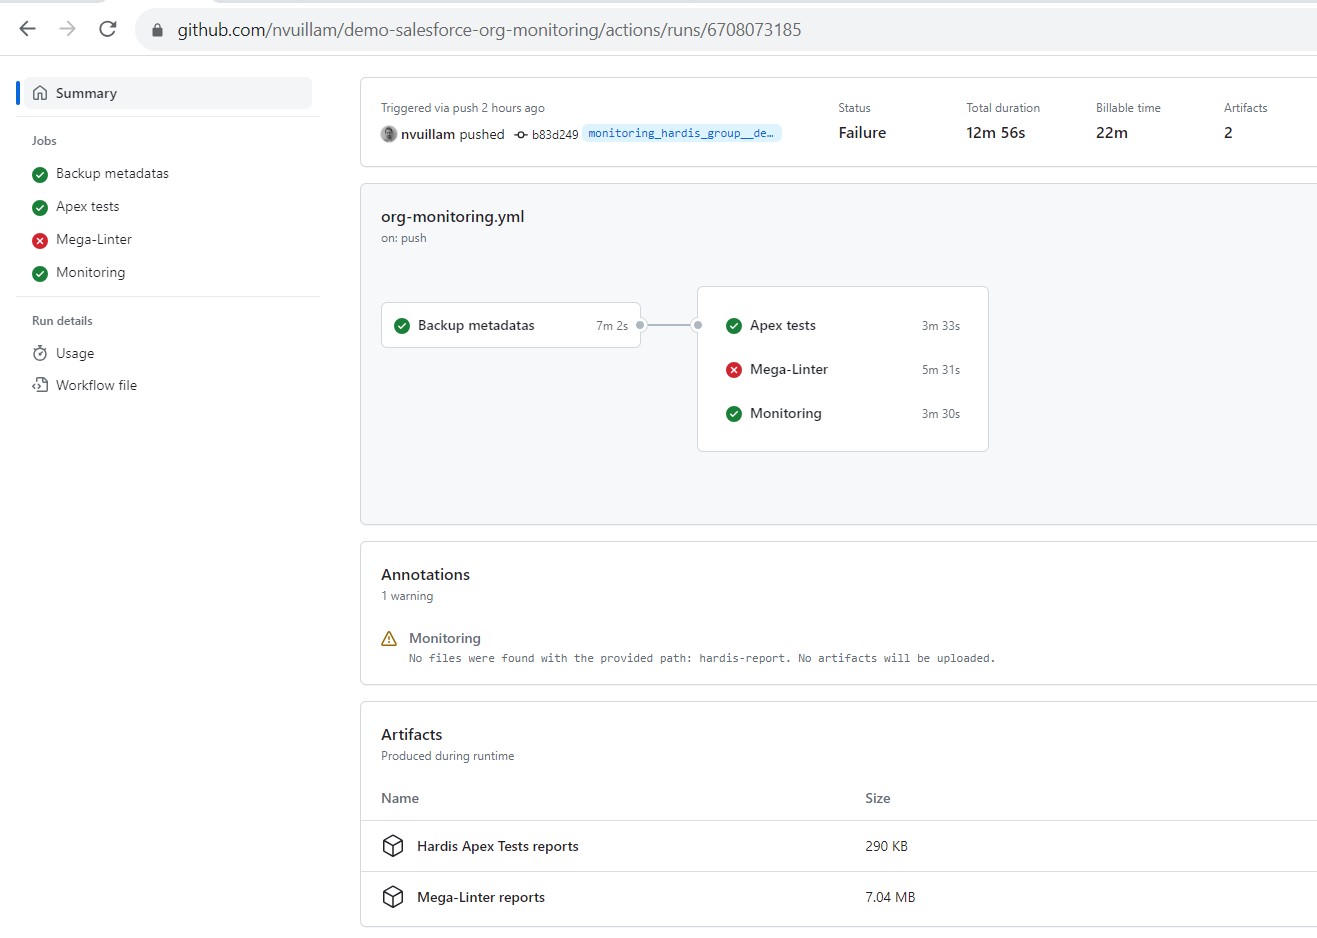 github.com/nvuillam/demo-salesforce-org-monitoring/actions/runs/6708073185
Summary
Jobs
Backup metadatas
Apex tests
Mega-Linter
Monitoring
Run details
Usage
Workflow file
Triggered via push 2 hours ago
nvuillam pushed b83d249 monitoring_hardis_group__de…
Status
Failure
Total duration
12m 56s
Billable time
22m
Artifacts
2
org-monitoring.yml
on: push
Backup metadatas 7m 2s
Apex tests 3m 33s
Mega-Linter 5m 31s
Monitoring 3m 30s
Annotations
1 warning
Monitoring
No files were found with the provided path: hardis-report. No artifacts will be uploaded.
Artifacts
Produced during runtime
Name Size
Hardis Apex Tests reports 290 KB
Mega-Linter reports 7.04 MB